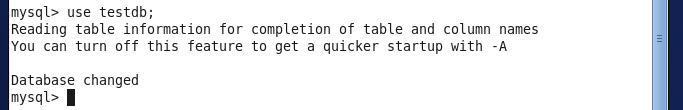 mysql> use testdb;
Reading table information for completion of table and column names
You can turn off this feature to get a quicker startup with -A
Database changed
mysql>